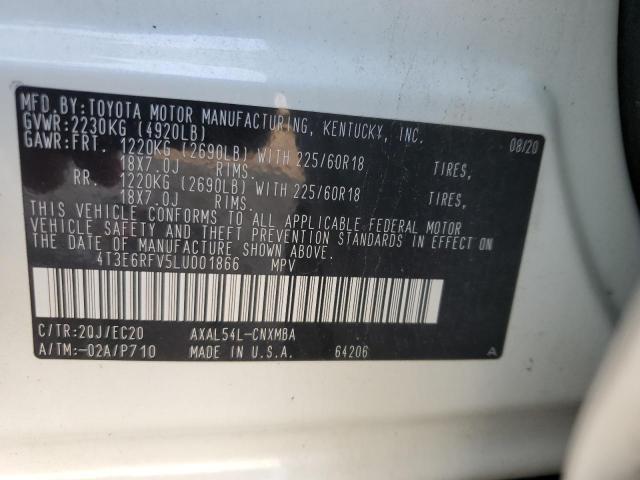 MFD.BY:TOYOTA MOTOR MANUFACTURING, KENTUCKY, INC.
GVWR:2230KG (4920LB) 08/20
GAWR:FRT. 1220KG (2690LB) WITH 225/60R18 TIRES,
18X7.0J RIMS.
RR. 1220KG (2690LB) WITH 225/60R18 TIRES,
18X7.0J RIMS.
THIS VEHICLE CONFORMS TO ALL APPLICABLE FEDERAL MOTOR
VEHICLE SAFETY AND THEFT PREVENTION STANDARDS IN EFFECT ON
THE DATE OF MANUFACTURE SHOWN ABOVE.
4T3E6RFV5LU001866 MPV
C/TR:20J/EC20 AXAL54L-CNXMBA
A/TM:-02A/P710 MADE IN U.S.A. 64206 A